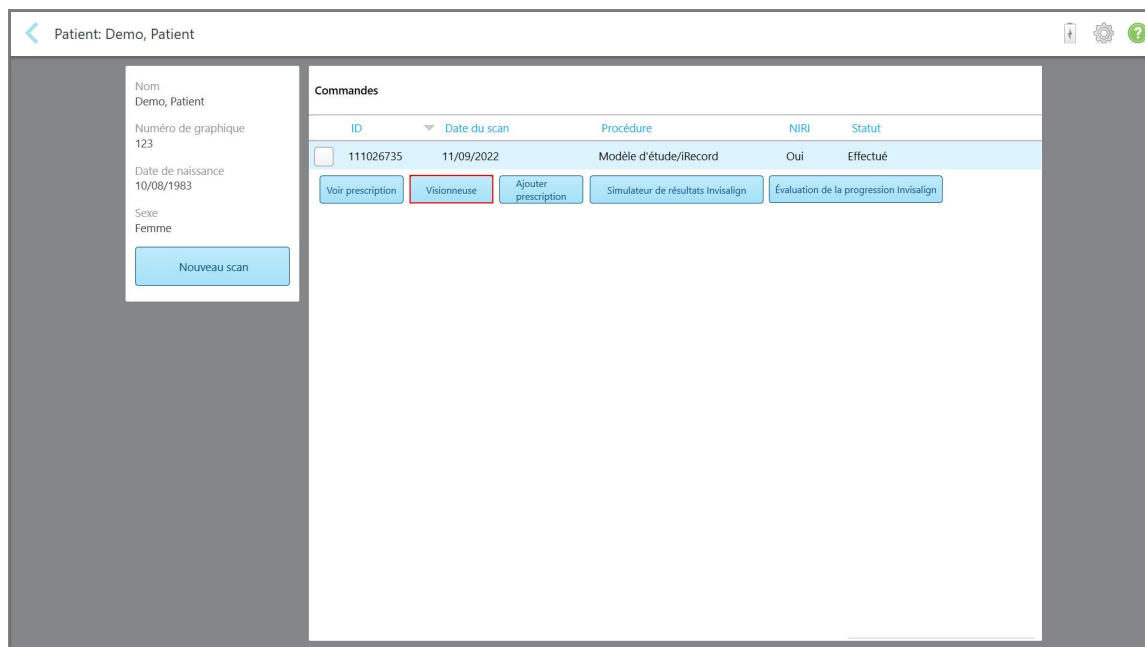 Patient: Demo, Patient
?
Nom
Demo, Patient
Numéro de graphique
123
Date de naissance
10/08/1983
Sexe
Femme
Nouveau scan
Commandes
ID Date du scan Procédure NIRI Statut
111026735 11/09/2022 Modèle d'étude/iRecord Oui Effectué
Voir prescription Visionneuse Ajouter prescription Simulateur de résultats Invisalign Évaluation de la progression Invisalign